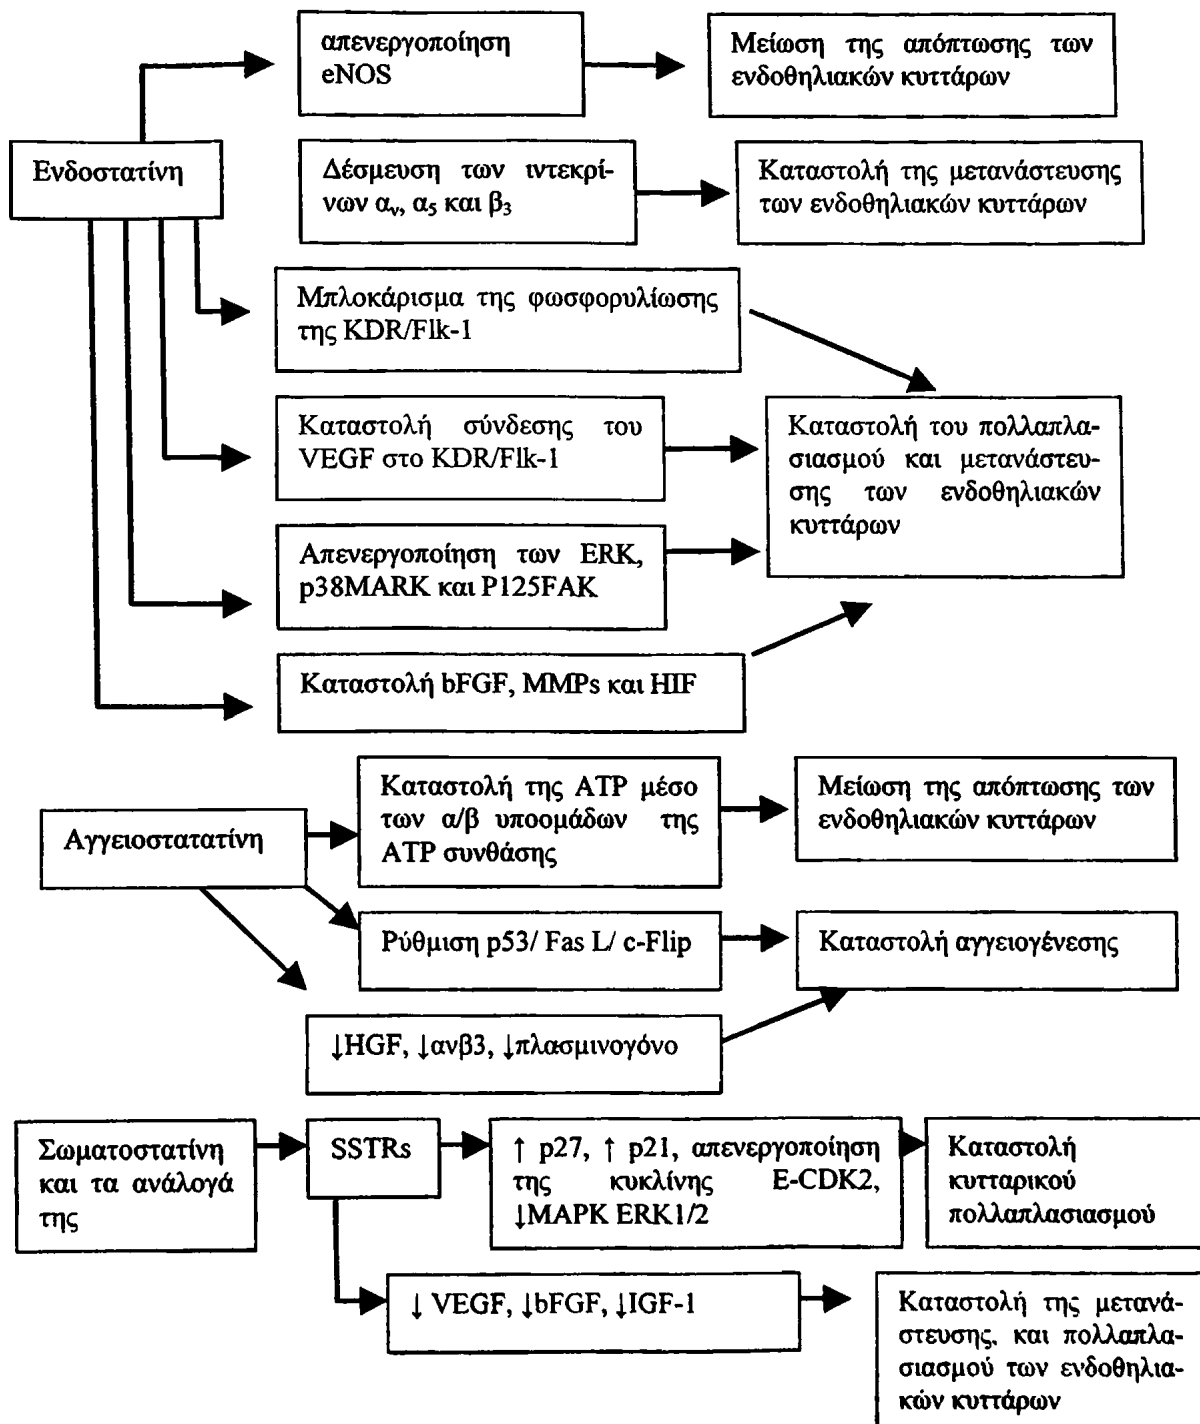 απενεργοποίηση
eNOS
Μείωση της απόπτωσης των
ενδοθηλιακών κυττάρων
Ενδοστατίνη
Δέσμευση των ιντεκρί-
νων αᵥ, α₅ και β₃
Καταστολή της μετανάστευσης
των ενδοθηλιακών κυττάρων
Μπλοκάρισμα της φωσφορυλίωσης
της KDR/Flk-1
Καταστολή σύνδεσης του
VEGF στο KDR/Flk-1
Καταστολή του πολλαπλα-
σιασμού και μετανάστευ-
σης των ενδοθηλιακών
κυττάρων
Απενεργοποίηση των ERK,
p38MARK και P125FAK
Καταστολή bFGF, MMPs και HIF
Αγγειοστατατίνη
Καταστολή της ATP μέσο
των α/β υποομάδων της
ATP συνθάσης
Μείωση της απόπτωσης των
ενδοθηλιακών κυττάρων
Ρύθμιση p53/ Fas L/ c-Flip
Καταστολή αγγειογένεσης
↓HGF, ↓ανβ3, ↓πλασμινογόνο
Σωματοστατίνη
και τα ανάλογά
της
SSTRs
↑ p27, ↑ p21, απενεργοποίηση
της κυκλίνης E-CDK2,
↓MAPK ERK1/2
Καταστολή
κυτταρικού
πολλαπλασιασμού
↓ VEGF, ↓bFGF, ↓IGF-1
Καταστολή της μετανά-
στευσης, και πολλαπλα-
σιασμού των ενδοθηλια-
κών κυττάρων